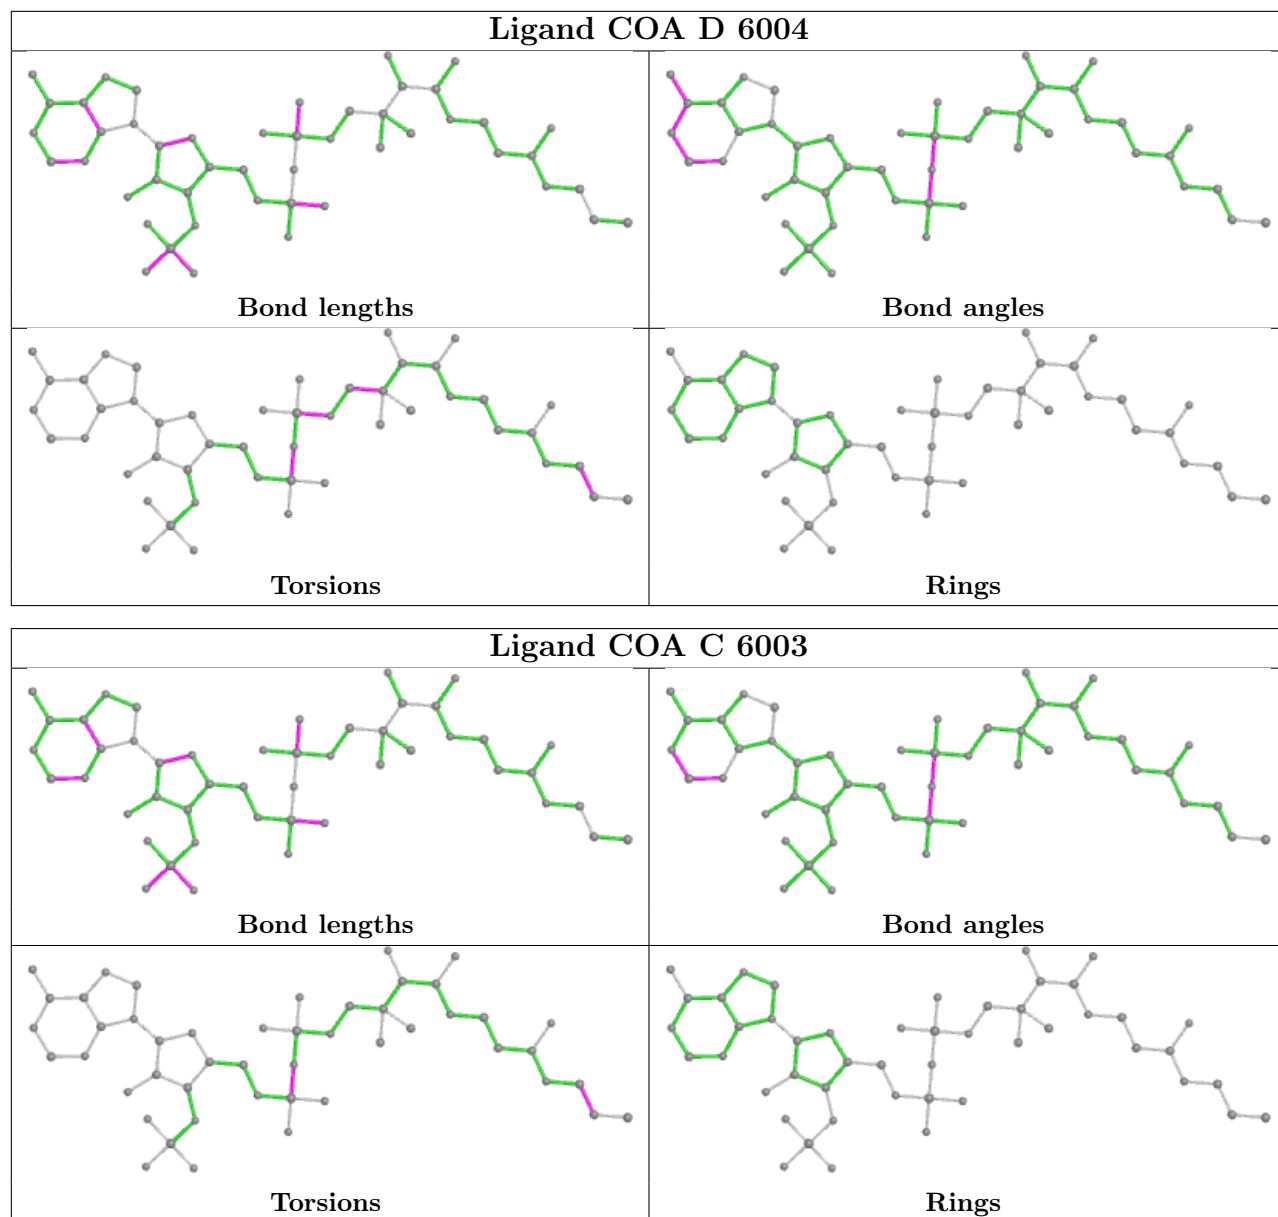 Ligand COA D 6004
Bond lengths
Bond angles
Torsions
Rings
Ligand COA C 6003
Bond lengths
Bond angles
Torsions
Rings